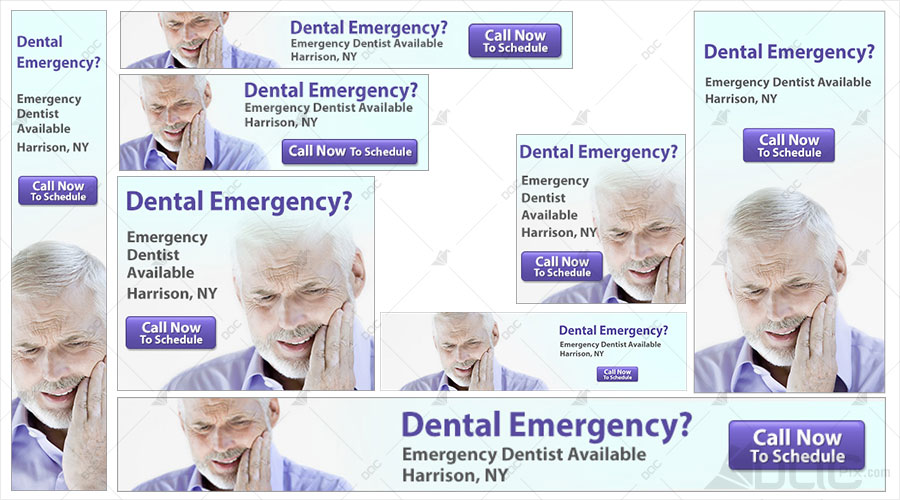 Dental
Emergency?
Emergency
Dentist
Available
Harrison, NY
Call Now
To Schedule
Dental Emergency?
Emergency Dentist Available
Harrison, NY
Call Now
To Schedule
Dental Emergency?
Emergency Dentist Available
Harrison, NY
Call Now To Schedule
Dental Emergency?
Emergency
Dentist
Available
Harrison, NY
Call Now
To Schedule
Dental Emergency?
Emergency
Dentist
Available
Harrison, NY
Call Now
To Schedule
Dental Emergency?
Emergency Dentist Available
Harrison, NY
Call Now
To Schedule
Dental Emergency?
Emergency Dentist Available
Harrison, NY
Call Now
To Schedule
Dental Emergency?
Emergency Dentist Available
Harrison, NY
Call Now
To Schedule